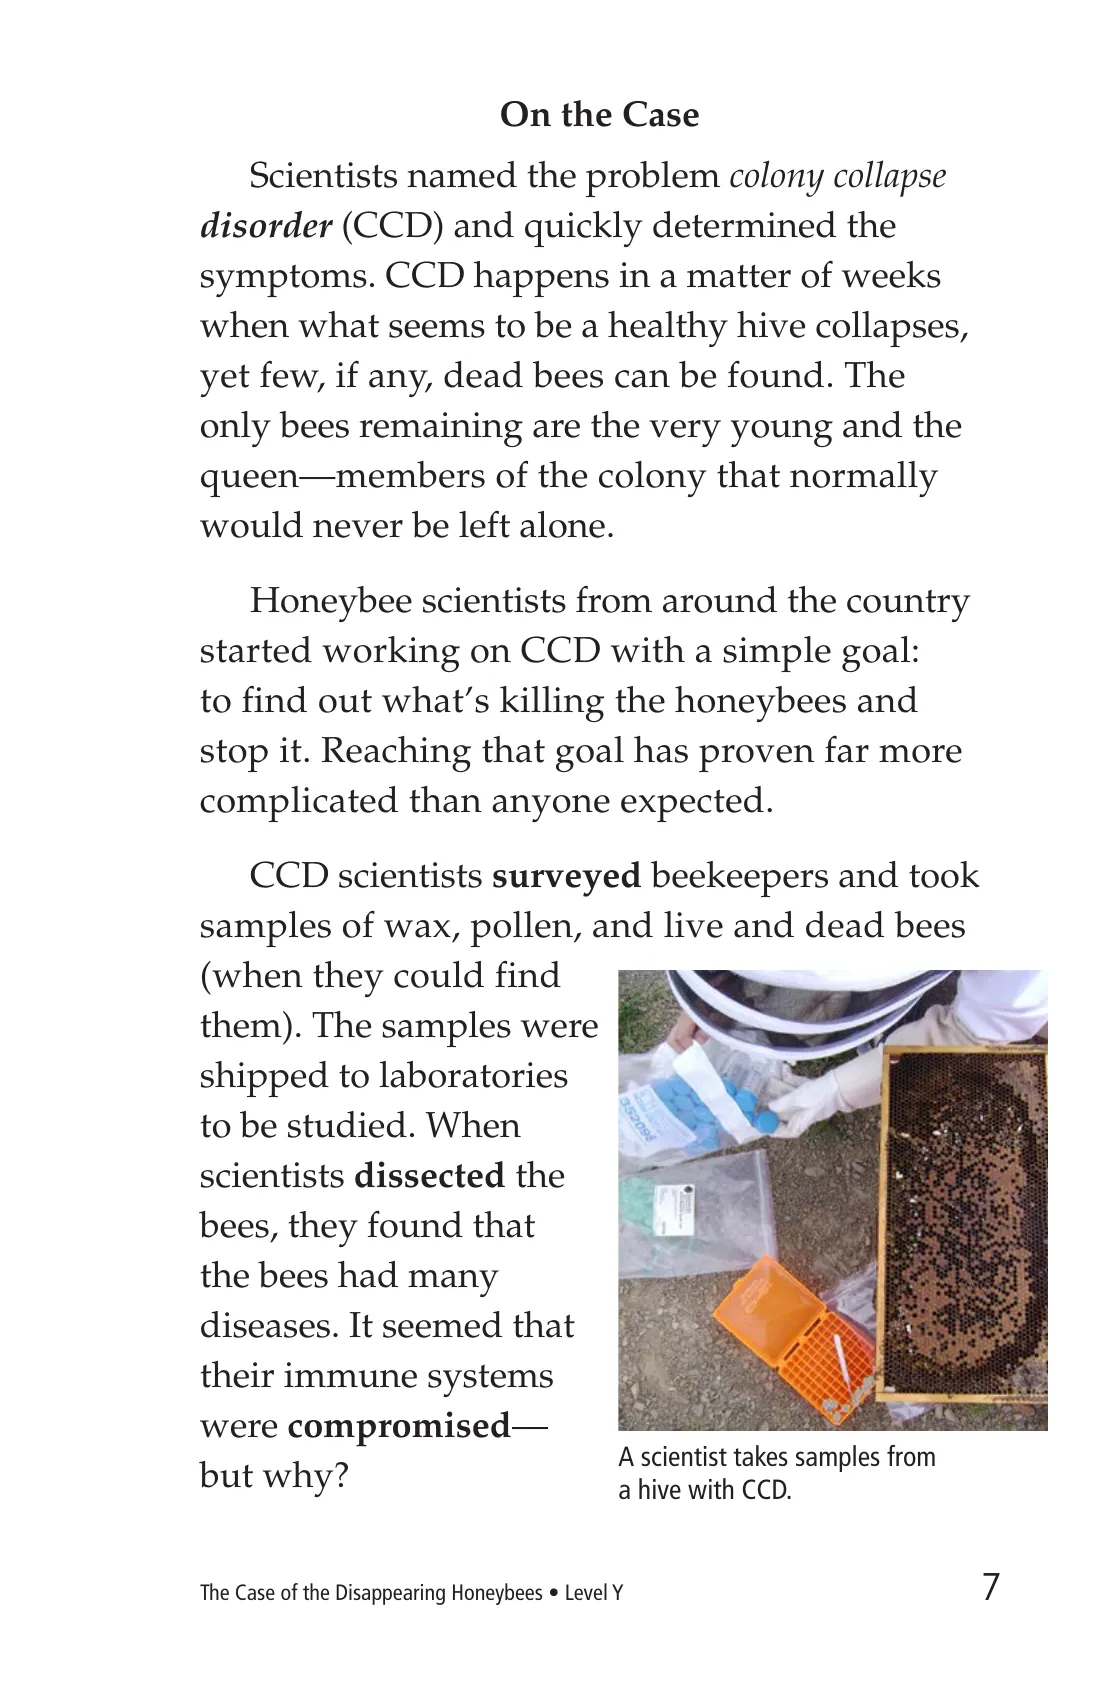 On the Case
Scientists named the problem colony collapse
disorder (CCD) and quickly determined the
symptoms. CCD happens in a matter of weeks
when what seems to be a healthy hive collapses,
yet few, if any, dead bees can be found. The
only bees remaining are the very young and the
queen—members of the colony that normally
would never be left alone.
Honeybee scientists from around the country
started working on CCD with a simple goal:
to find out what’s killing the honeybees and
stop it. Reaching that goal has proven far more
complicated than anyone expected.
CCD scientists surveyed beekeepers and took
samples of wax, pollen, and live and dead bees
(when they could find
them). The samples were
shipped to laboratories
to be studied. When
scientists dissected the
bees, they found that
the bees had many
diseases. It seemed that
their immune systems
were compromised—
but why?
A scientist takes samples from
a hive with CCD.
The Case of the Disappearing Honeybees • Level Y
7